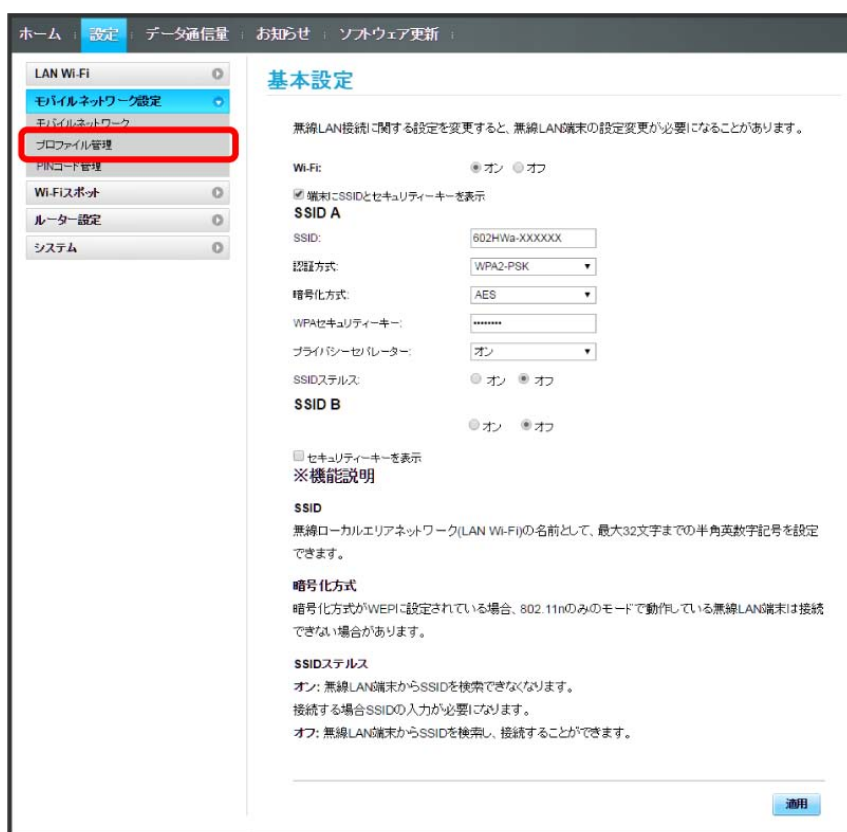 ホーム 設定 データ通信量 お知らせ ソフトウェア更新
LAN Wi-Fi
モバイルネットワーク設定
モバイルネットワーク
プロファイル管理
PINコード管理
Wi-Fiスポット
ルーター設定
システム
基本設定
無線LAN接続に関する設定を変更すると、無線LAN端末の設定変更が必要になることがあります。
Wi-Fi: オン オフ
端末にSSIDとセキュリティーキーを表示
SSID A
SSID: 602HWa-XXXXXX
認証方式: WPA2-PSK
暗号化方式: AES
WPAセキュリティーキー: ••••••••
プライバシーセパレーター: オン
SSIDステルス: オン オフ
SSID B
オン オフ
セキュリティーキーを表示
※機能説明
SSID
無線ローカルエリアネットワーク(LAN Wi-Fi)の名前として、最大32文字までの半角英数字記号を設定
できます。
暗号化方式
暗号化方式がWEPに設定されている場合、802.11nのみのモードで動作している無線LAN端末は接続
できない場合があります。
SSIDステルス
オン: 無線LAN端末からSSIDを検索できなくなります。
接続する場合SSIDの入力が必要になります。
オフ: 無線LAN端末からSSIDを検索し、接続することができます。
適用